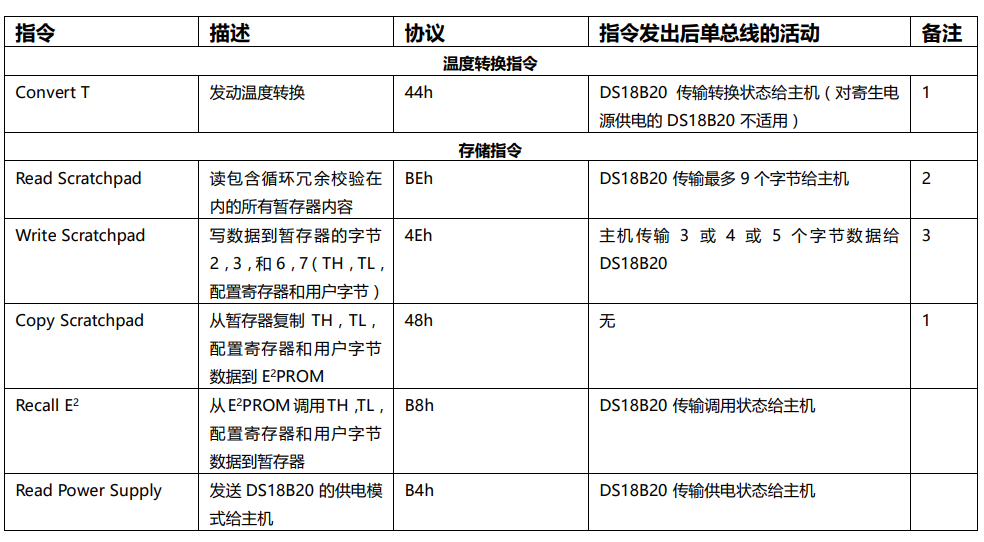 指令 描述 协议 指令发出后单总线的活动 备注
温度转换指令
Convert T 发动温度转换 44h DS18B20 传输转换状态给主机（对寄生电 1
源供电的 DS18B20 不适用）
存储指令
Read Scratchpad 读包含循环冗余校验在 BEh DS18B20 传输最多 9 个字节给主机 2
内的所有暂存器内容
Write Scratchpad 写数据到暂存器的字节 4Eh 主机传输 3 或 4 或 5 个字节数据给 3
2，3，和 6，7（TH，TL， DS18B20
配置寄存器和用户字节）
Copy Scratchpad 从暂存器复制 TH，TL， 48h 无 1
配置寄存器和用户字节
数据到 E²PROM
Recall E² 从 E²PROM 调用 TH，TL， B8h DS18B20 传输调用状态给主机
配置寄存器和用户字节
数据到暂存器
Read Power Supply 发送 DS18B20 的供电模 B4h DS18B20 传输供电状态给主机
式给主机